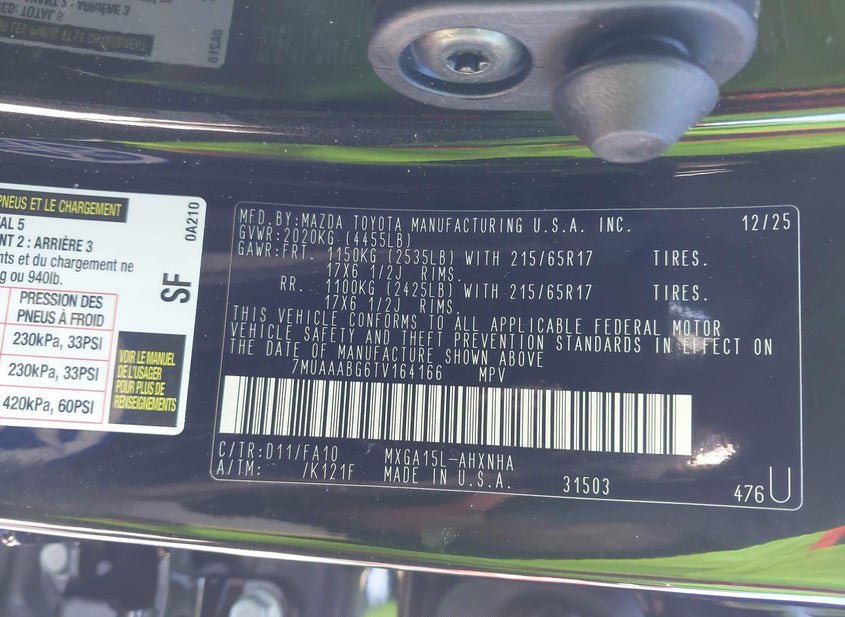 PNEUS ET LE CHARGEMENT
0A210
5
2 : ARRIÈRE 3
et du chargement ne
ou 940lb.
SF
PRESSION DES
PNEUS À FROID
230kPa, 33PSI
230kPa, 33PSI
420kPa, 60PSI
VOIR LE MANUEL
DE L'USAGER
POUR PLUS DE
RENSEIGNEMENTS
MFD.BY:MAZDA TOYOTA MANUFACTURING U.S.A. INC. 12/25
GVWR:2020KG (4455LB)
GAWR:FRT. 1150KG (2535LB) WITH 215/65R17 TIRES.
17X6 1/2J RIMS.
RR. 1100KG (2425LB) WITH 215/65R17 TIRES.
17X6 1/2J RIMS.
THIS VEHICLE CONFORMS TO ALL APPLICABLE FEDERAL MOTOR
VEHICLE SAFETY AND THEFT PREVENTION STANDARDS IN EFFECT ON
THE DATE OF MANUFACTURE SHOWN ABOVE
7MUAAABG6TV164166 MPV
C/TR:D11/FA10 MXGA15L-AHXNHA
A/TM: /K121F MADE IN U.S.A. 31503
476U